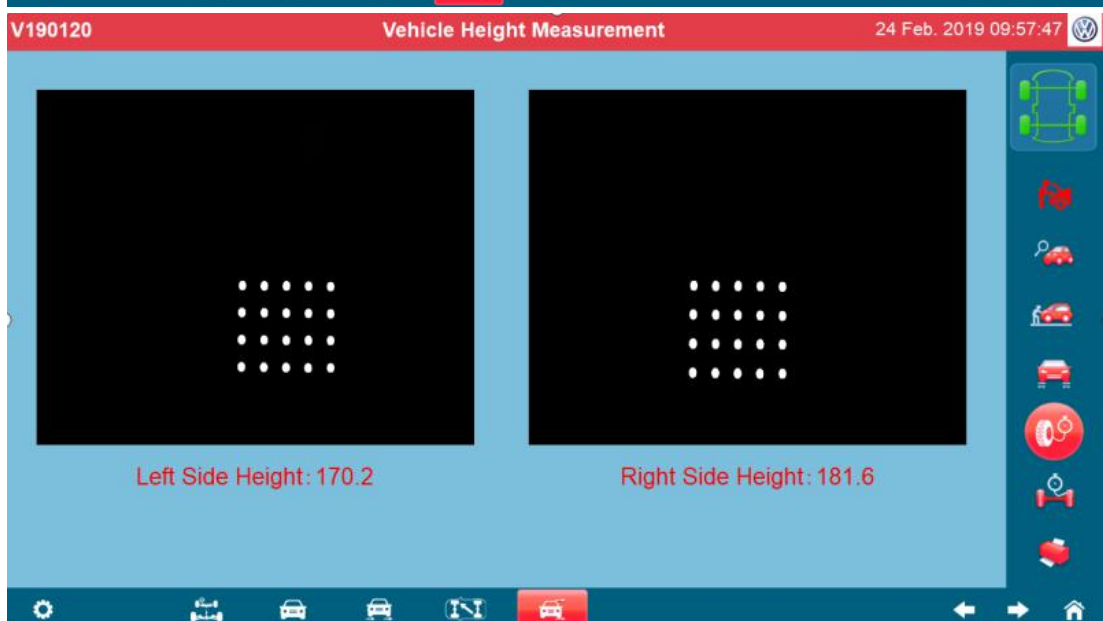 V190120
Vehicle Height Measurement
24 Feb. 2019 09:57:47
Left Side Height: 170.2
Right Side Height: 181.6